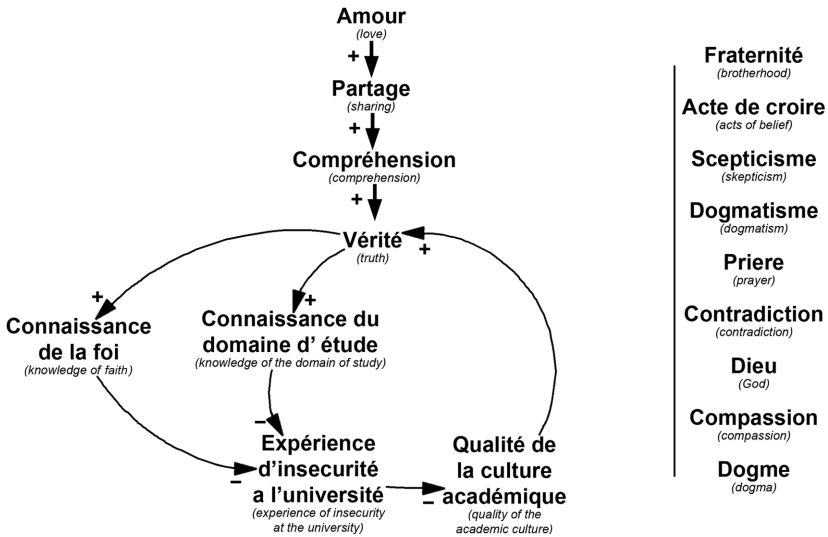 Amour
(love)
+
Partage
(sharing)
+
Compréhension
(comprehension)
+
Vérité
(truth)
+
+
Connaissance
de la foi
(knowledge of faith)
+
Connaissance du
domaine d' étude
(knowledge of the domain of study)
–
Expérience
d'insecurité
a l'université
(experience of insecurity
at the university)
–
Qualité de
la culture
académique
(quality of the
academic culture)
–
Fraternité
(brotherhood)
Acte de croire
(acts of belief)
Scepticisme
(skepticism)
Dogmatisme
(dogmatism)
Priere
(prayer)
Contradiction
(contradiction)
Dieu
(God)
Compassion
(compassion)
Dogme
(dogma)